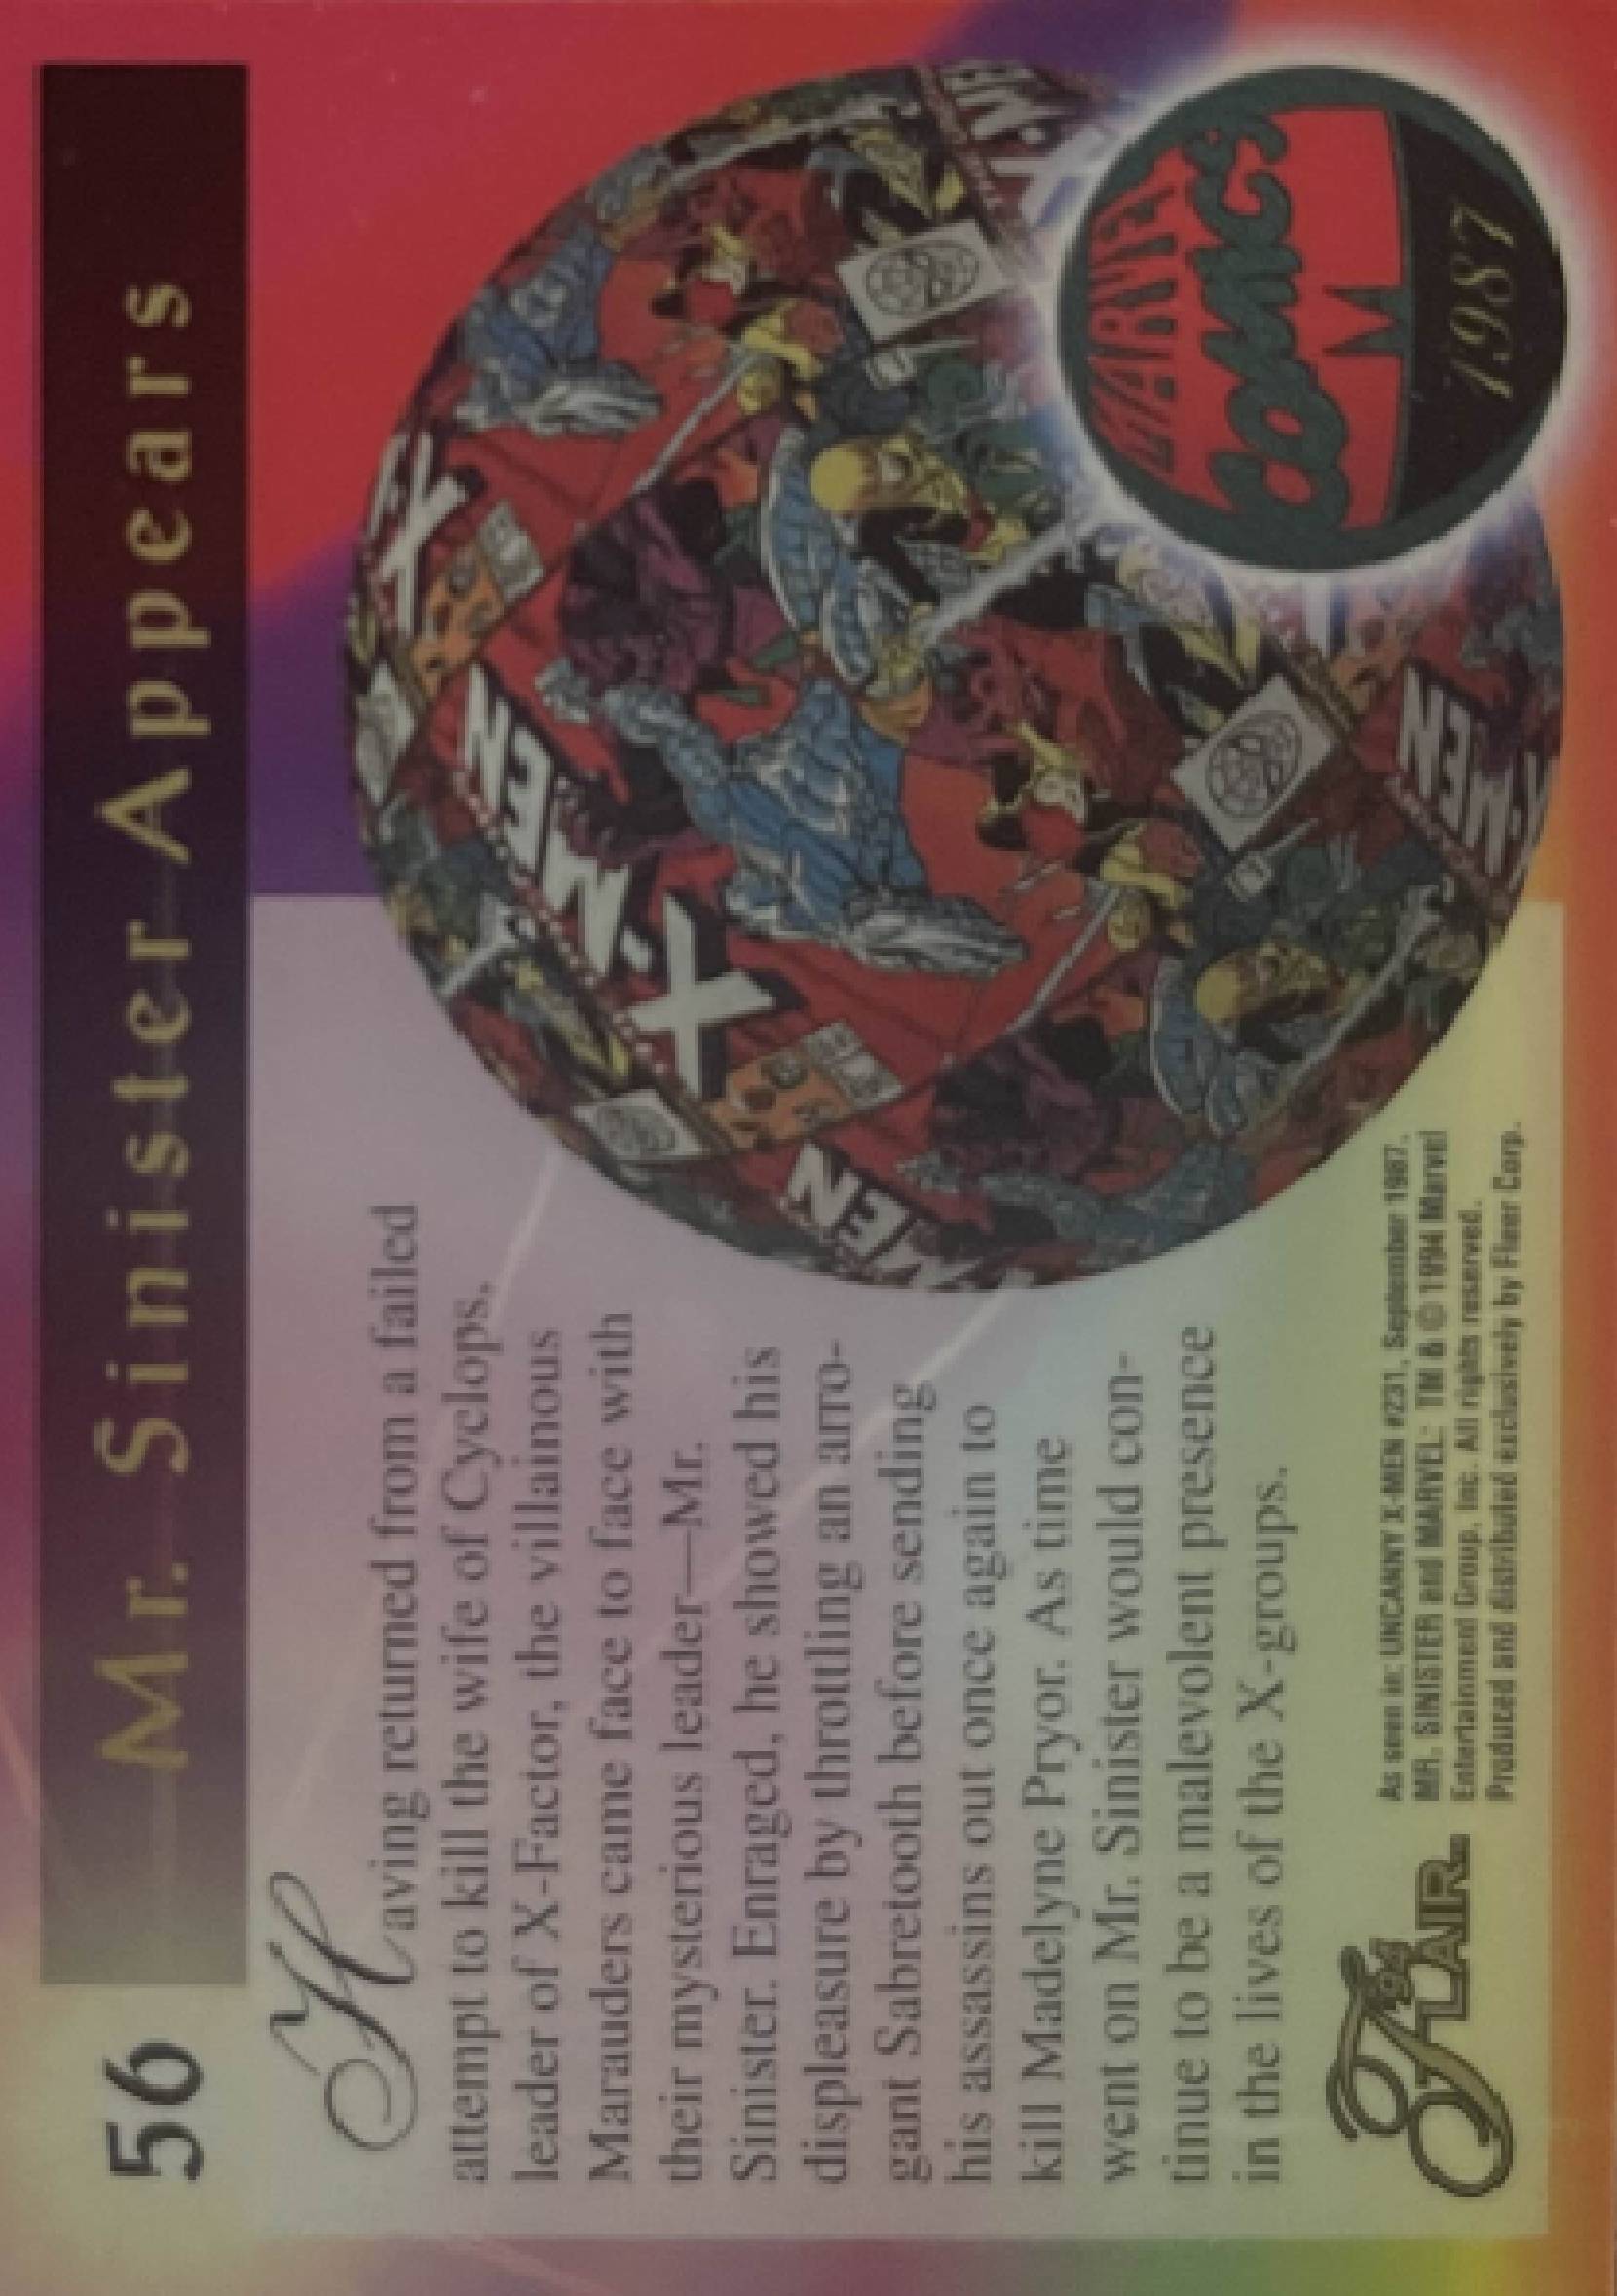 56
Mr. Sinister Appears
Having returned from a failed
attempt to kill the wife of Cyclops,
leader of X-Factor, the villainous
Marauders came face to face with
their mysterious leader—Mr.
Sinister. Enraged, he showed his
displeasure by throttling an arro-
gant Sabretooth before sending
his assassins out once again to
kill Madelyne Pryor. As time
went on Mr. Sinister would con-
tinue to be a malevolent presence
in the lives of the X-groups.
'94
FLAIR™
As seen in: UNCANNY X-MEN #231, September 1987.
MR. SINISTER and MARVEL: TM & © 1994 Marvel
Entertainment Group, Inc. All rights reserved.
Produced and distributed exclusively by Fleer Corp.
X-MEN
X-MEN
X-MEN
MARVEL
COMICS
M
1987